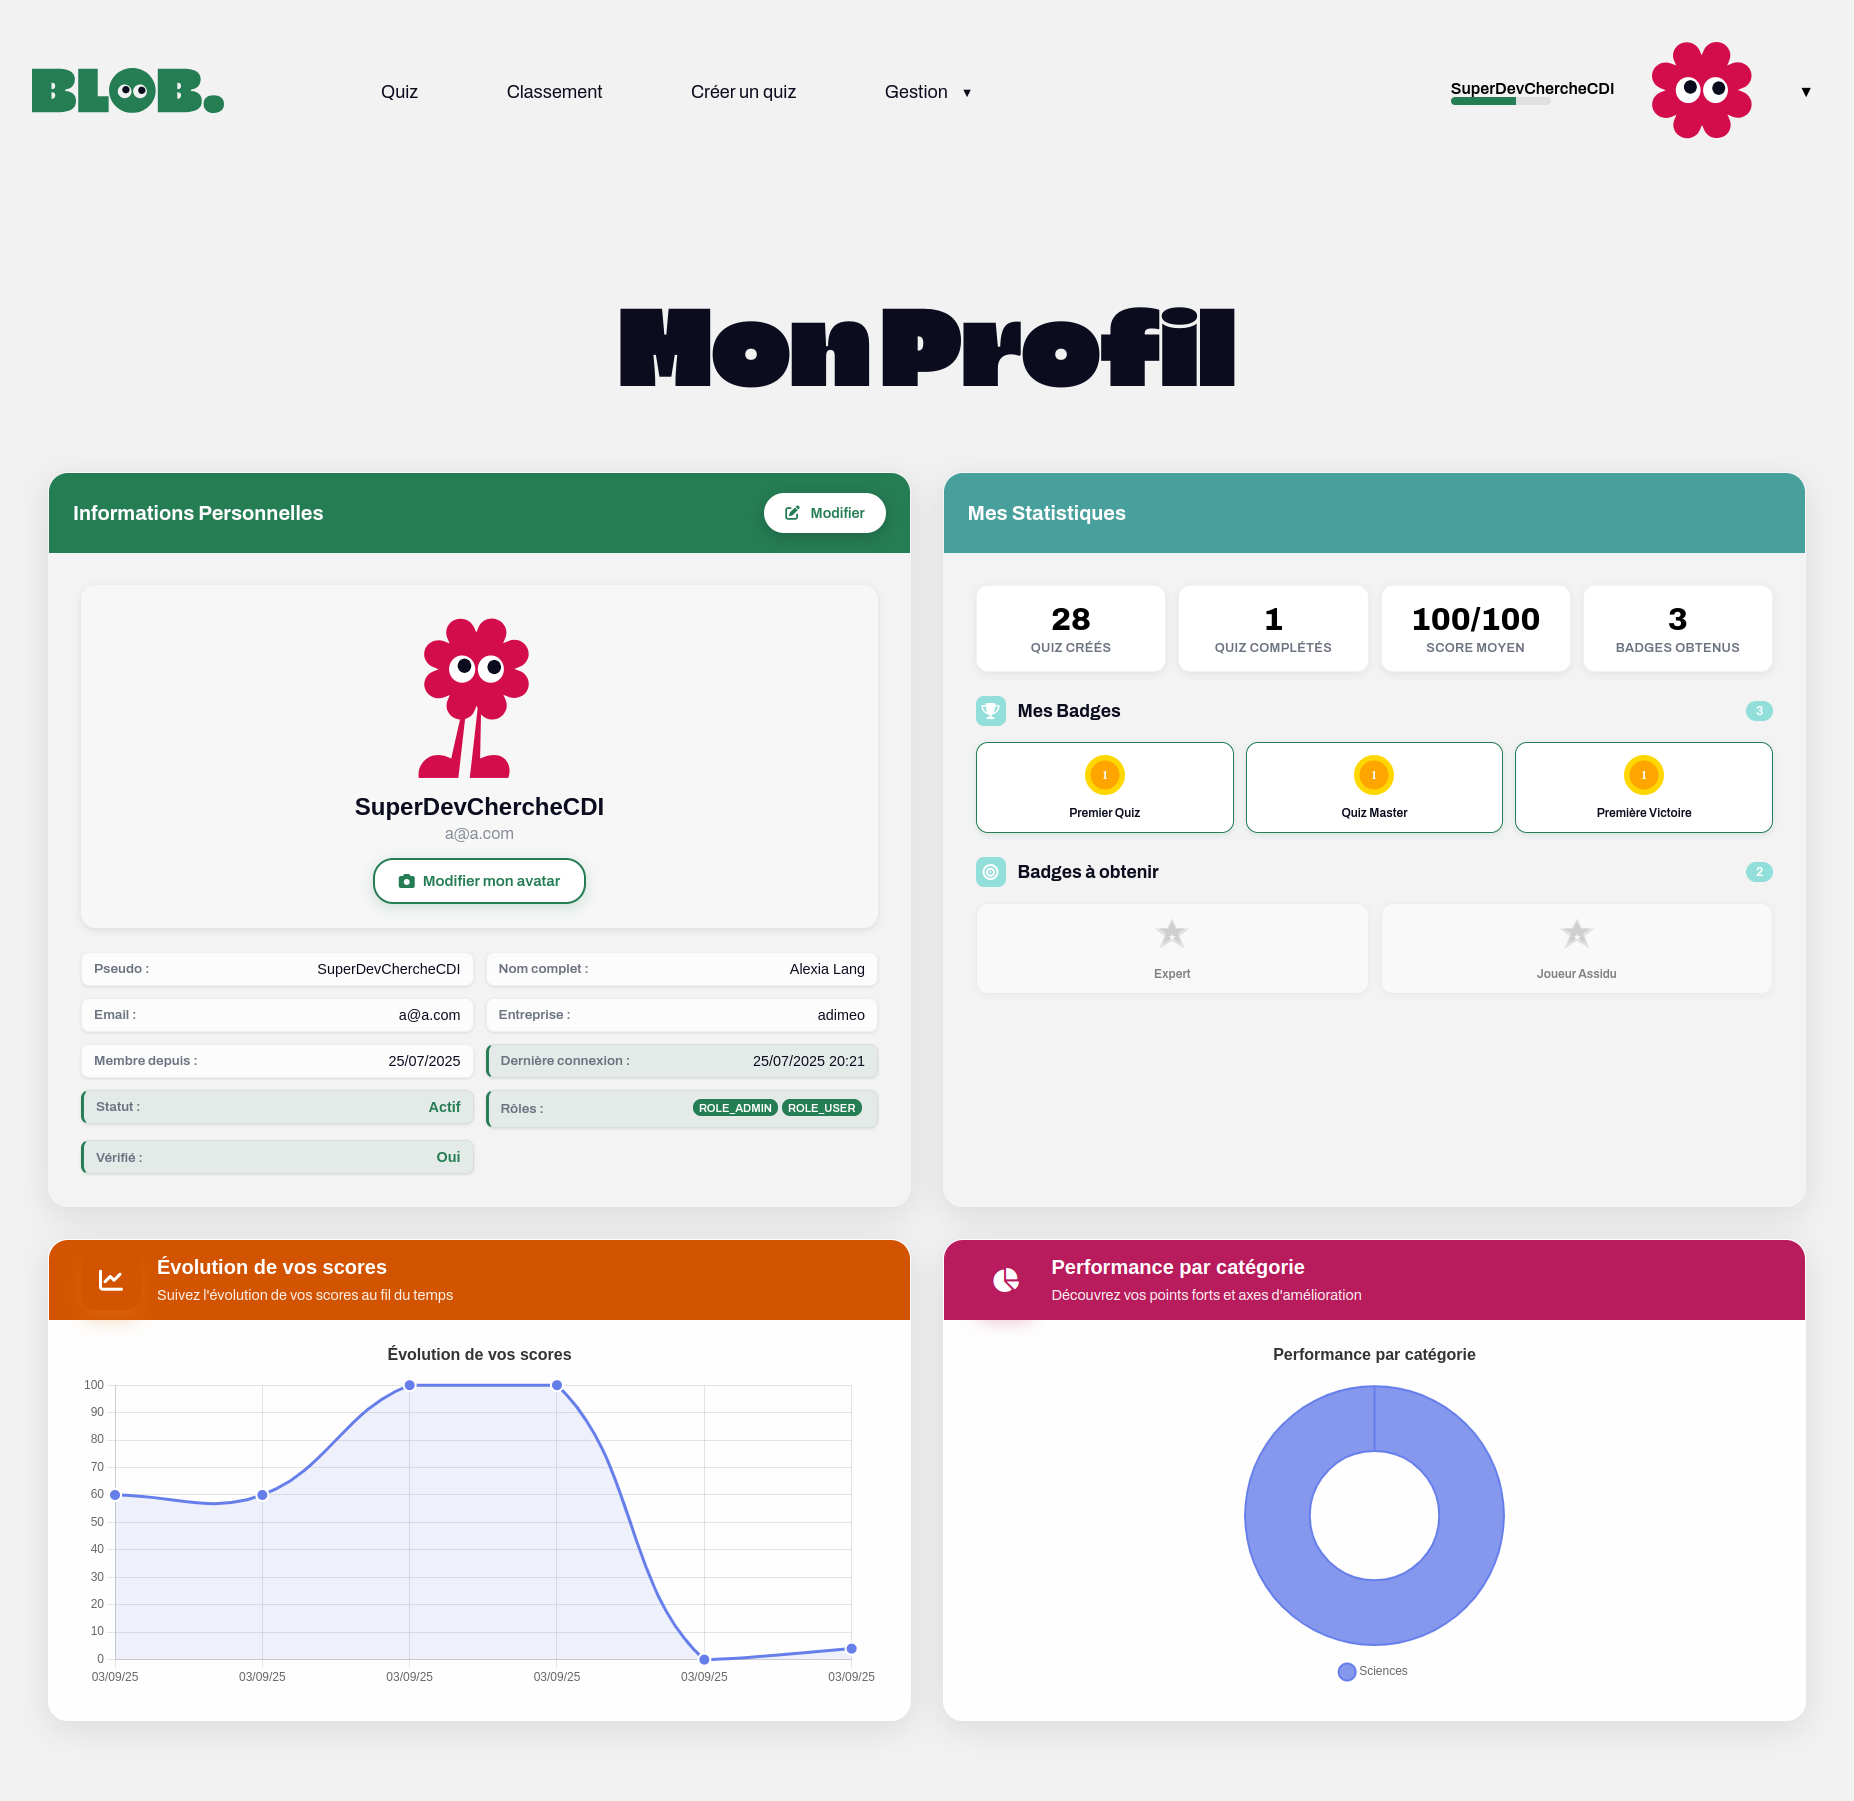 BLOB.
Quiz
Classement
Créer un quiz
Gestion ▼
SuperDevChercheCDI
▼
Mon Profil
Informations Personnelles
Modifier
SuperDevChercheCDI
a@a.com
Modifier mon avatar
Pseudo : SuperDevChercheCDI
Nom complet : Alexia Lang
Email : a@a.com
Entreprise : adimeo
Membre depuis : 25/07/2025
Dernière connexion : 25/07/2025 20:21
Statut : Actif
Rôles : ROLE_ADMIN ROLE_USER
Vérifié : Oui
Mes Statistiques
28
QUIZ CRÉÉS
1
QUIZ COMPLÉTÉS
100/100
SCORE MOYEN
3
BADGES OBTENUS
Mes Badges
3
1
Premier Quiz
1
Quiz Master
1
Première Victoire
Badges à obtenir
2
Expert
Joueur Assidu
Évolution de vos scores
Suivez l'évolution de vos scores au fil du temps
Évolution de vos scores
100
90
80
70
60
50
40
30
20
10
0
03/09/25 03/09/25 03/09/25 03/09/25 03/09/25 03/09/25
Performance par catégorie
Découvrez vos points forts et axes d'amélioration
Performance par catégorie
Sciences